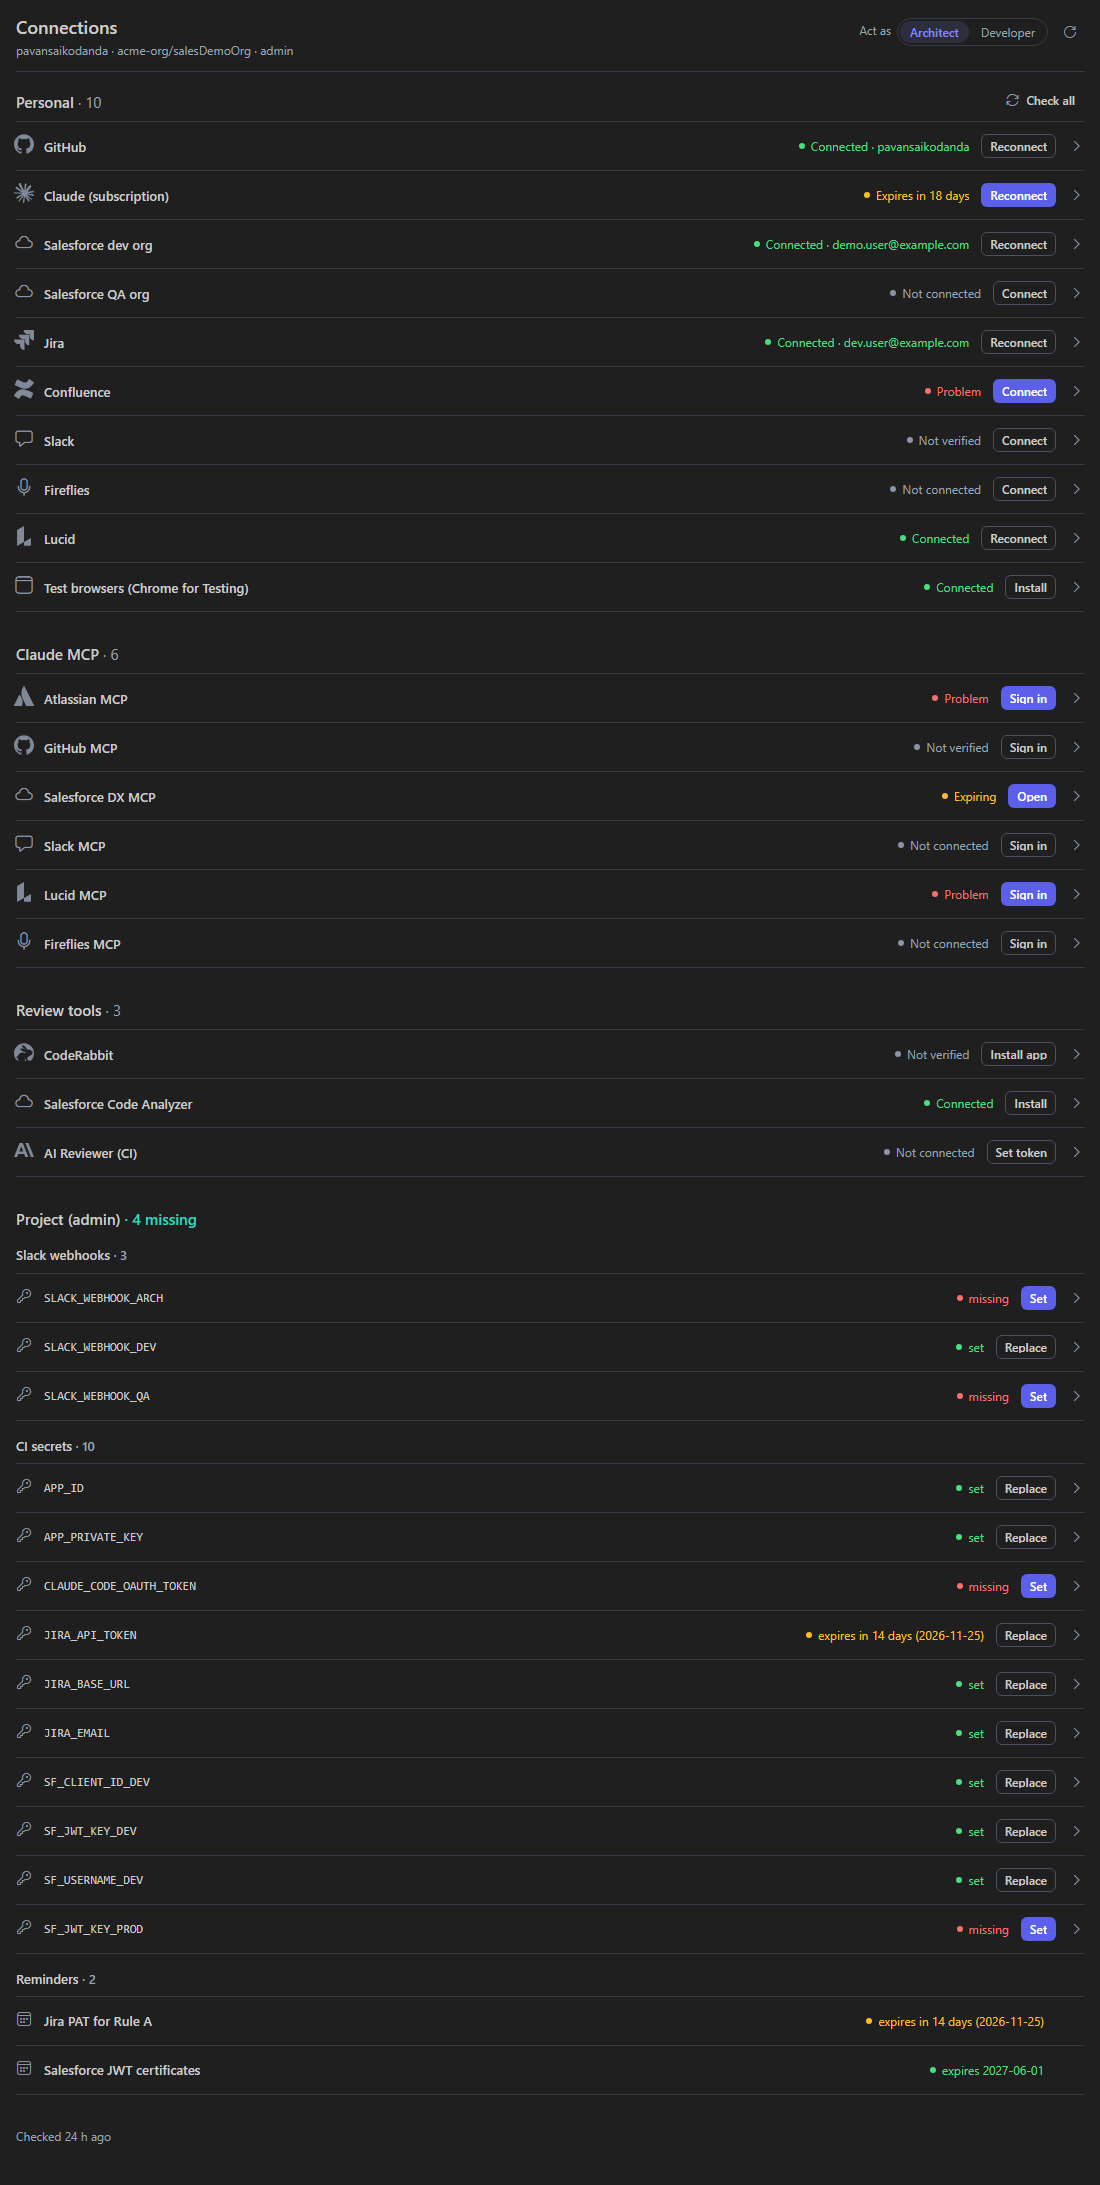 Connections
pavansaikodanda · acme-org/salesDemoOrg · admin
Act as Architect Developer
Personal · 10 Check all
GitHub Connected · pavansaikodanda Reconnect
Claude (subscription) Expires in 18 days Reconnect
Salesforce dev org Connected · demo.user@example.com Reconnect
Salesforce QA org Not connected Connect
Jira Connected · dev.user@example.com Reconnect
Confluence Problem Connect
Slack Not verified Connect
Fireflies Not connected Connect
Lucid Connected Reconnect
Test browsers (Chrome for Testing) Connected Install
Claude MCP · 6
Atlassian MCP Problem Sign in
GitHub MCP Not verified Sign in
Salesforce DX MCP Expiring Open
Slack MCP Not connected Sign in
Lucid MCP Problem Sign in
Fireflies MCP Not connected Sign in
Review tools · 3
CodeRabbit Not verified Install app
Salesforce Code Analyzer Connected Install
AI Reviewer (CI) Not connected Set token
Project (admin) · 4 missing
Slack webhooks · 3
SLACK_WEBHOOK_ARCH missing Set
SLACK_WEBHOOK_DEV set Replace
SLACK_WEBHOOK_QA missing Set
CI secrets · 10
APP_ID set Replace
APP_PRIVATE_KEY set Replace
CLAUDE_CODE_OAUTH_TOKEN missing Set
JIRA_API_TOKEN expires in 14 days (2026-11-25) Replace
JIRA_BASE_URL set Replace
JIRA_EMAIL set Replace
SF_CLIENT_ID_DEV set Replace
SF_JWT_KEY_DEV set Replace
SF_USERNAME_DEV set Replace
SF_JWT_KEY_PROD missing Set
Reminders · 2
Jira PAT for Rule A expires in 14 days (2026-11-25)
Salesforce JWT certificates expires 2027-06-01
Checked 24 h ago